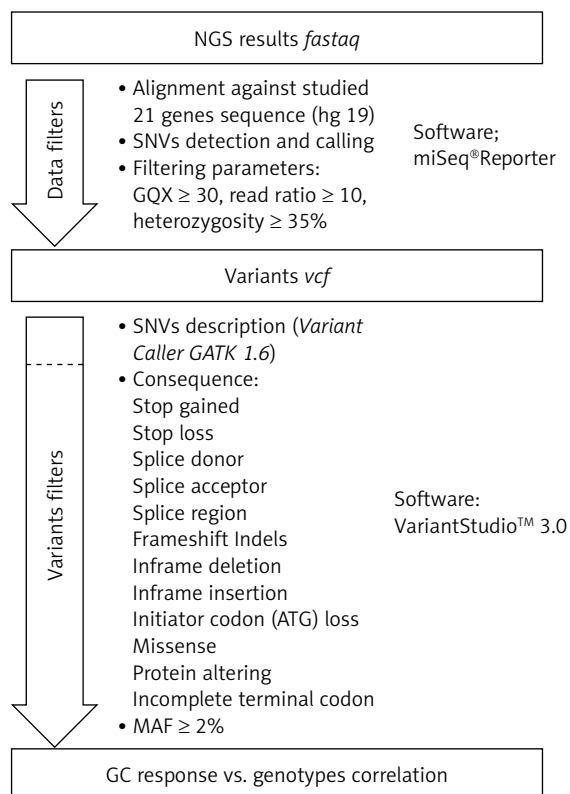 NGS results fastaq
Data filters
• Alignment against studied
21 genes sequence (hg 19)
• SNVs detection and calling
• Filtering parameters:
GQX ≥ 30, read ratio ≥ 10,
heterozygosity ≥ 35%
Software;
miSeq®Reporter
Variants vcf
Variants filters
• SNVs description (Variant
Caller GATK 1.6)
• Consequence:
Stop gained
Stop loss
Splice donor
Splice acceptor
Splice region
Frameshift Indels
Inframe deletion
Inframe insertion
Initiator codon (ATG) loss
Missense
Protein altering
Incomplete terminal codon
• MAF ≥ 2%
Software:
VariantStudio™ 3.0
GC response vs. genotypes correlation